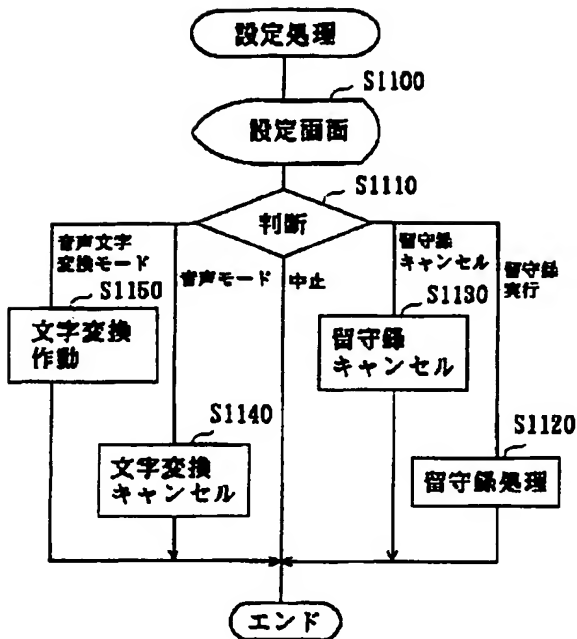 設定処理
S1100
設定画面
S1110
判断
音声文字
変換モード
音声モード
中止
留守録
キャンセル
留守録
実行
S1150
文字変換
作動
S1130
留守録
キャンセル
S1140
文字変換
キャンセル
S1120
留守録処理
エンド